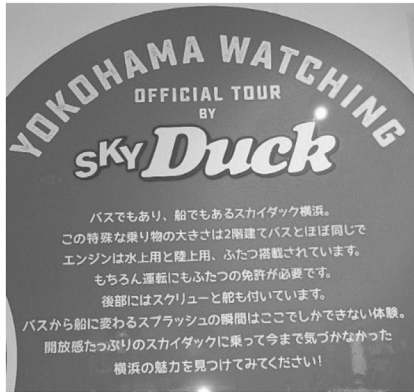 YOKOHAMA WATCHING
OFFICIAL TOUR
BY
SKY Duck
バスでもあり、船でもあるスカイダック横浜。
この特殊な乗り物の大きさは2階建てバスとほぼ同じで
エンジンは水上用と陸上用、ふたつ搭載されています。
もちろん運転にもふたつの免許が必要です。
後部にはスクリューと舵も付いています。
バスから船に変わるスプラッシュの瞬間はここでしかできない体験。
開放感たっぷりのスカイダックに乗って今まで気づかなかった
横浜の魅力を見つけてみてください!